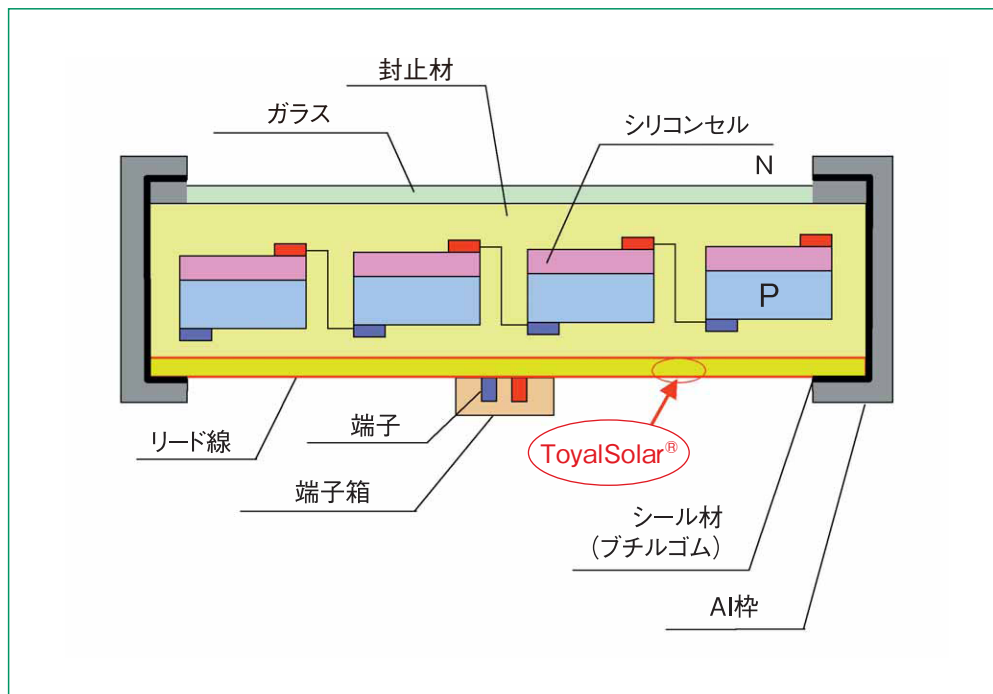 封止材
ガラス
シリコンセル
N
P
端子
リード線
ToyalSolar®
端子箱
シール材
(ブチルゴム)
Al枠